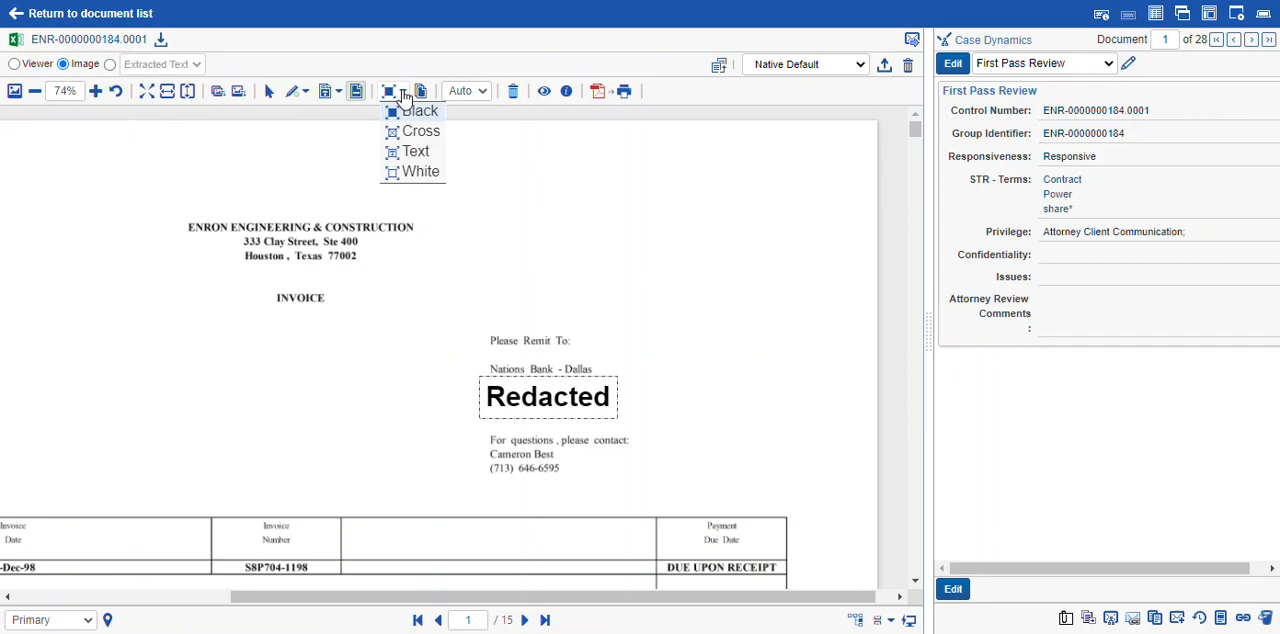 Return to document list
ENR-0000000184.0001
Case Dynamics
Document 1 of 28
Viewer Image Extracted Text
Native Default
Edit First Pass Review
74%
Auto
First Pass Review
Black
Cross
Text
White
Control Number: ENR-0000000184.0001
Group Identifier: ENR-0000000184
Responsiveness: Responsive
STR - Terms: Contract
Power
share*
Privilege: Attorney Client Communication;
Confidentiality:
Issues:
Attorney Review
Comments
:
ENRON ENGINEERING & CONSTRUCTION
333 Clay Street, Ste 400
Houston , Texas 77002
INVOICE
Please Remit To:
Nations Bank - Dallas
Redacted
For questions , please contact:
Cameron Best
(713) 646-6595
Invoice
Date
Invoice
Number
Payment
Due Date
-Dec-98
S8P704-1198
DUE UPON RECEIPT
Edit
Primary
1 / 15